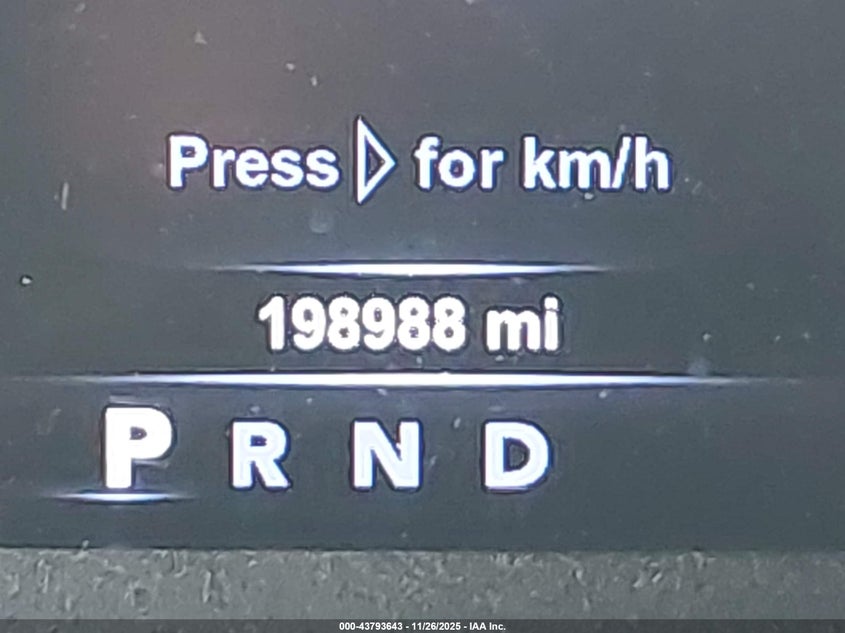 Press ▷ for km/h
198988 mi
P R N D
000-43793643 - 11/26/2025 - IAA Inc.